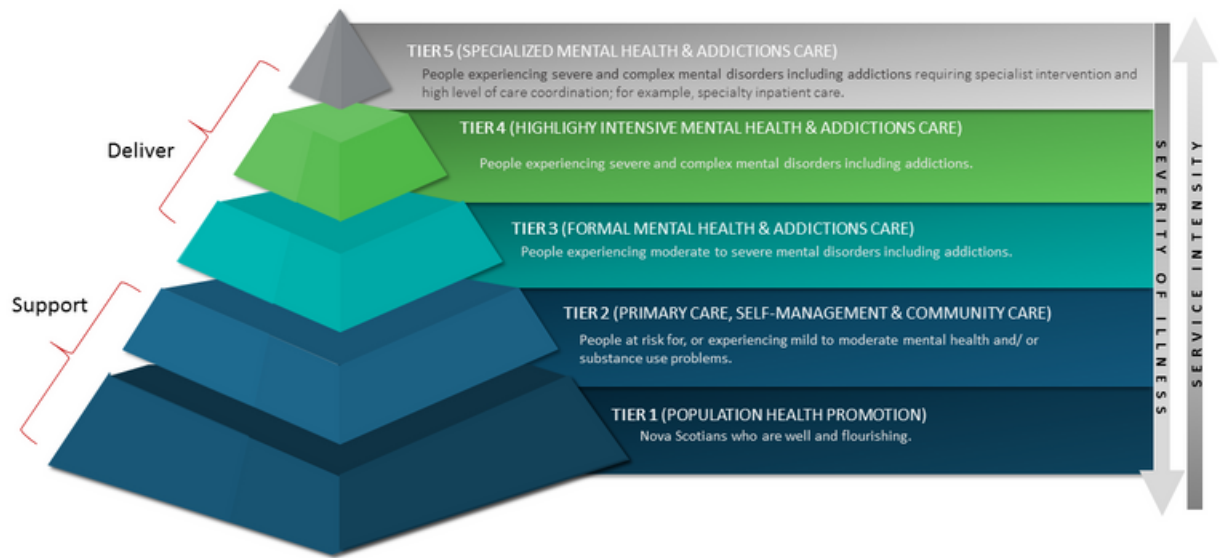 TIER 5 (SPECIALIZED MENTAL HEALTH & ADDICTIONS CARE)
People experiencing severe and complex mental disorders including addictions requiring specialist intervention and
high level of care coordination; for example, specialty inpatient care.
Deliver
TIER 4 (HIGHLIGHY INTENSIVE MENTAL HEALTH & ADDICTIONS CARE)
People experiencing severe and complex mental disorders including addictions.
TIER 3 (FORMAL MENTAL HEALTH & ADDICTIONS CARE)
People experiencing moderate to severe mental disorders including addictions.
Support
TIER 2 (PRIMARY CARE, SELF-MANAGEMENT & COMMUNITY CARE)
People at risk for, or experiencing mild to moderate mental health and/ or
substance use problems.
TIER 1 (POPULATION HEALTH PROMOTION)
Nova Scotians who are well and flourishing.
SEVERITY OF ILLNESS
SERVICE INTENSITY